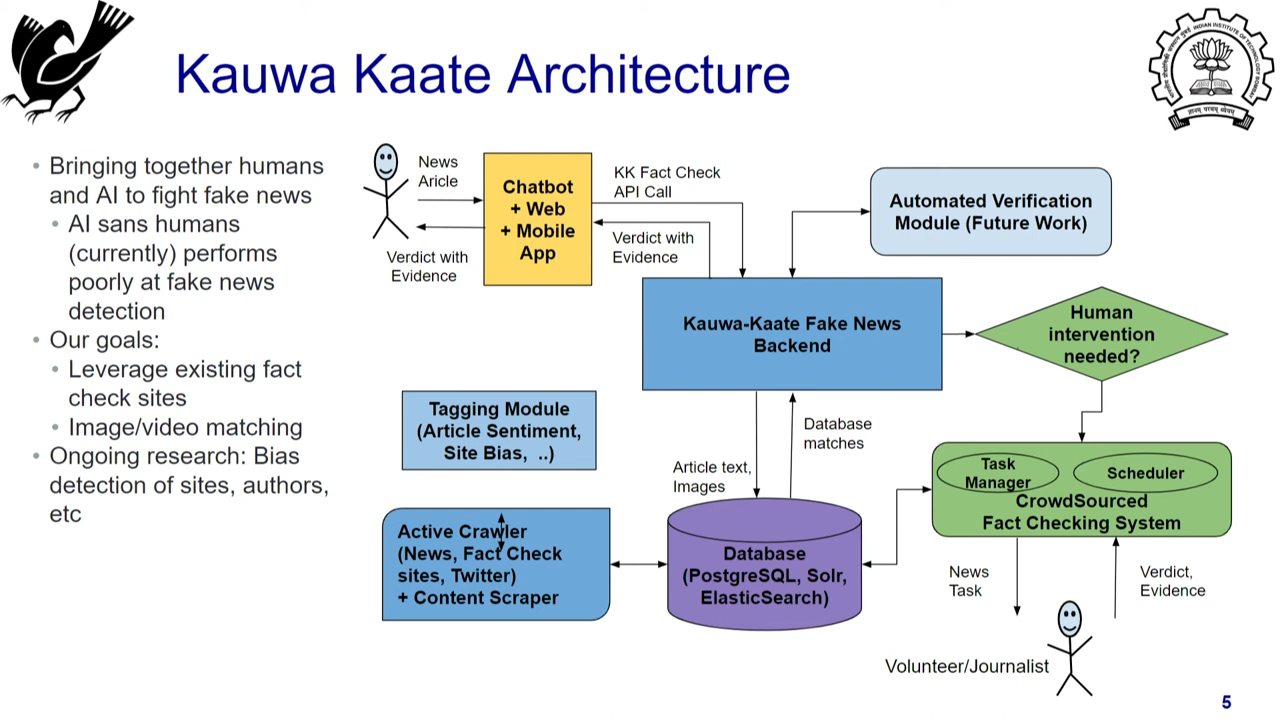 Kauwa Kaate Architecture
• Bringing together humans
and AI to fight fake news
• AI sans humans
(currently) performs
poorly at fake news
detection
• Our goals:
• Leverage existing fact
check sites
• Image/video matching
• Ongoing research: Bias
detection of sites, authors,
etc
News
Aricle
Verdict with
Evidence
Chatbot
+ Web
+ Mobile
App
KK Fact Check
API Call
Verdict with
Evidence
Automated Verification
Module (Future Work)
Kauwa-Kaate Fake News
Backend
Human
intervention
needed?
Tagging Module
(Article Sentiment,
Site Bias, ..)
Article text,
Images
Database
matches
Active Crawler
(News, Fact Check
sites, Twitter)
+ Content Scraper
Database
(PostgreSQL, Solr,
ElasticSearch)
Task
Manager
Scheduler
CrowdSourced
Fact Checking System
News
Task
Verdict,
Evidence
Volunteer/Journalist
5